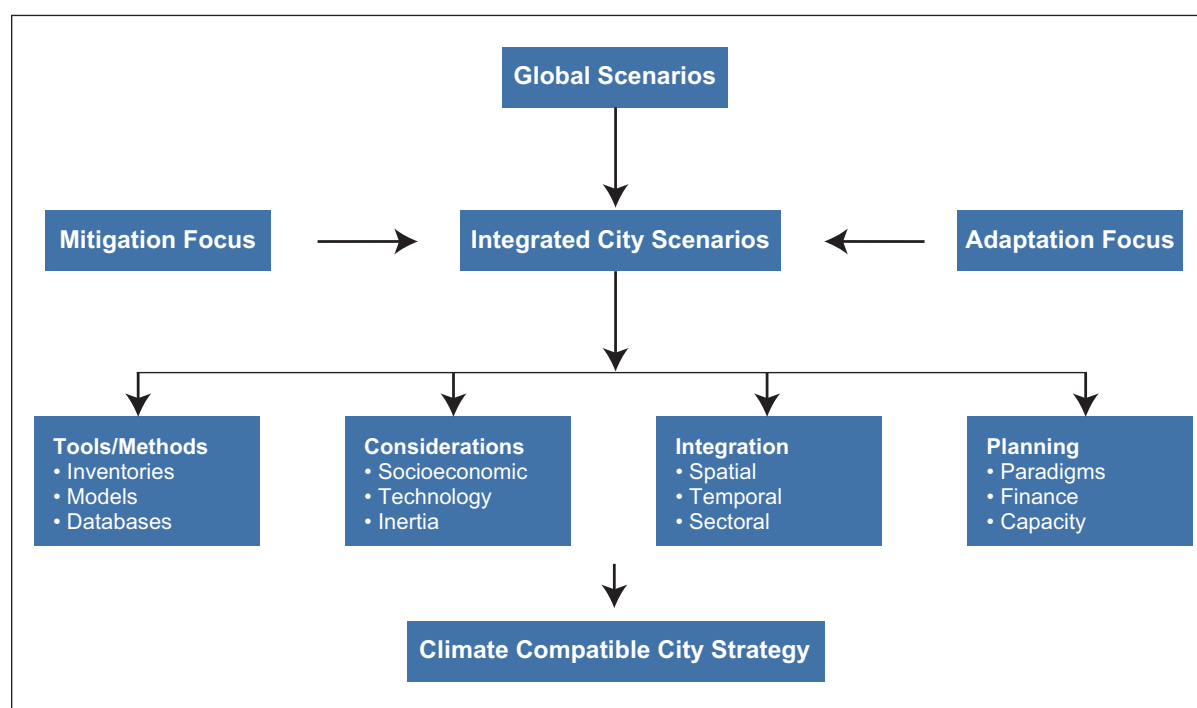 Global Scenarios
Mitigation Focus
Integrated City Scenarios
Adaptation Focus
Tools/Methods
• Inventories
• Models
• Databases
Considerations
• Socioeconomic
• Technology
• Inertia
Integration
• Spatial
• Temporal
• Sectoral
Planning
• Paradigms
• Finance
• Capacity
Climate Compatible City Strategy